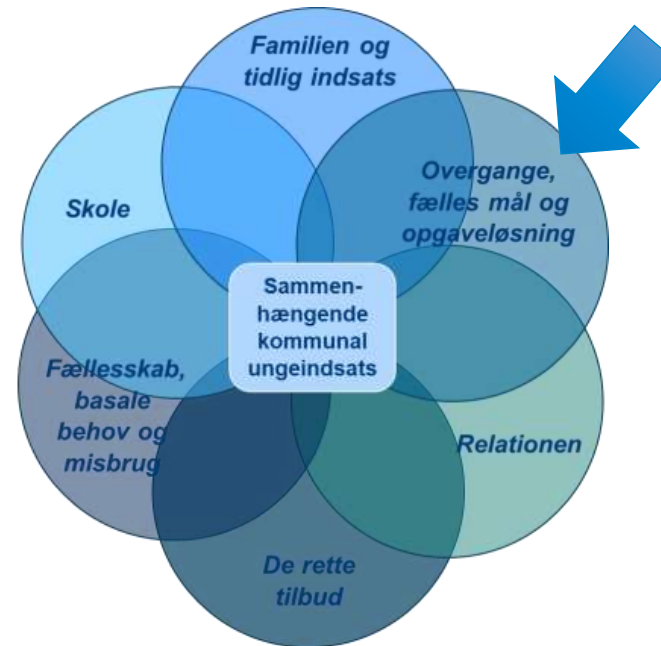 Familien og
tidlig indsats
Overgange,
fælles mål og
opgaveløsning
Skole
Sammen-
hængende
kommunal
ungeindsats
Fællesskab,
basale
behov og
misbrug
Relationen
De rette
tilbud